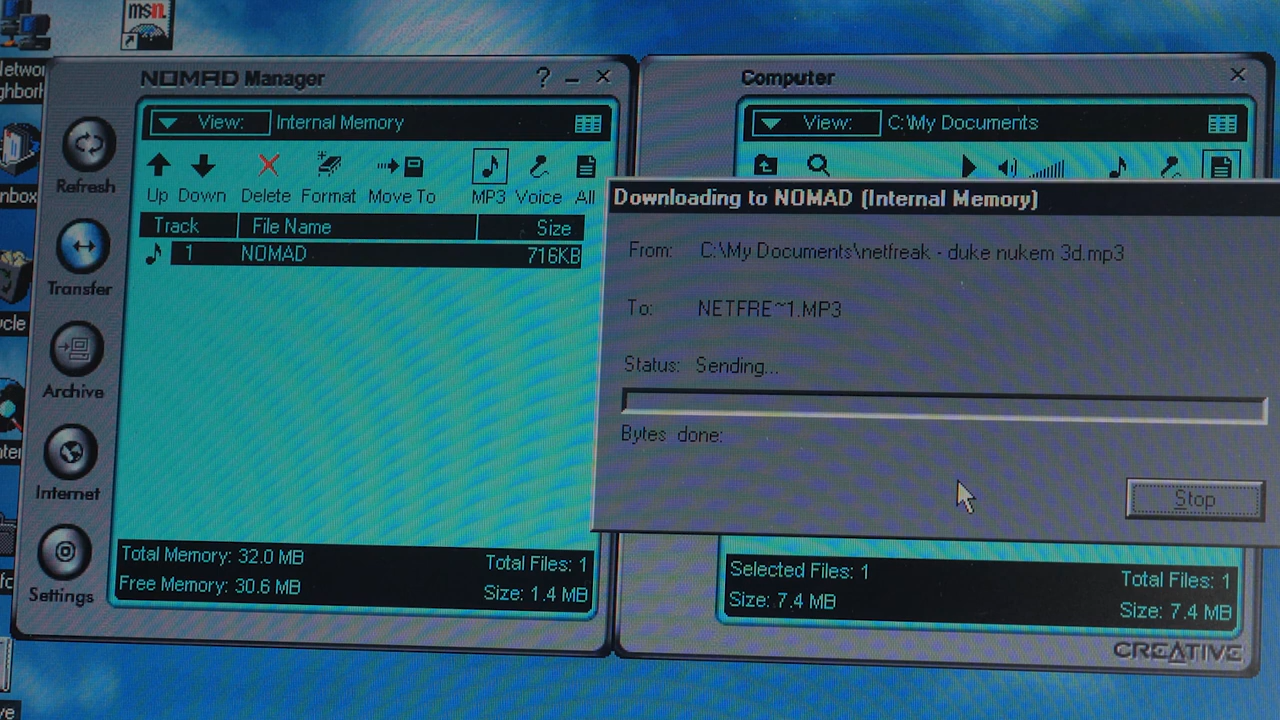 msn
NOMAD Manager ?
View: Internal Memory
Up Down Delete Format Move To MP3 Voice All
Track File Name Size
1 NOMAD 716KB
Total Memory: 32.0 MB Total Files: 1
Free Memory: 30.6 MB Size: 1.4 MB
Refresh
Transfer
Archive
Internet
Settings
Computer
View: C:\My Documents
Downloading to NOMAD (Internal Memory)
From: C:\My Documents\netfreak - duke nukem 3d.mp3
To: NETFRE~1.MP3
Status: Sending...
Bytes done:
Stop
Selected Files: 1 Total Files: 1
Size: 7.4 MB Size: 7.4 MB
CREATIVE